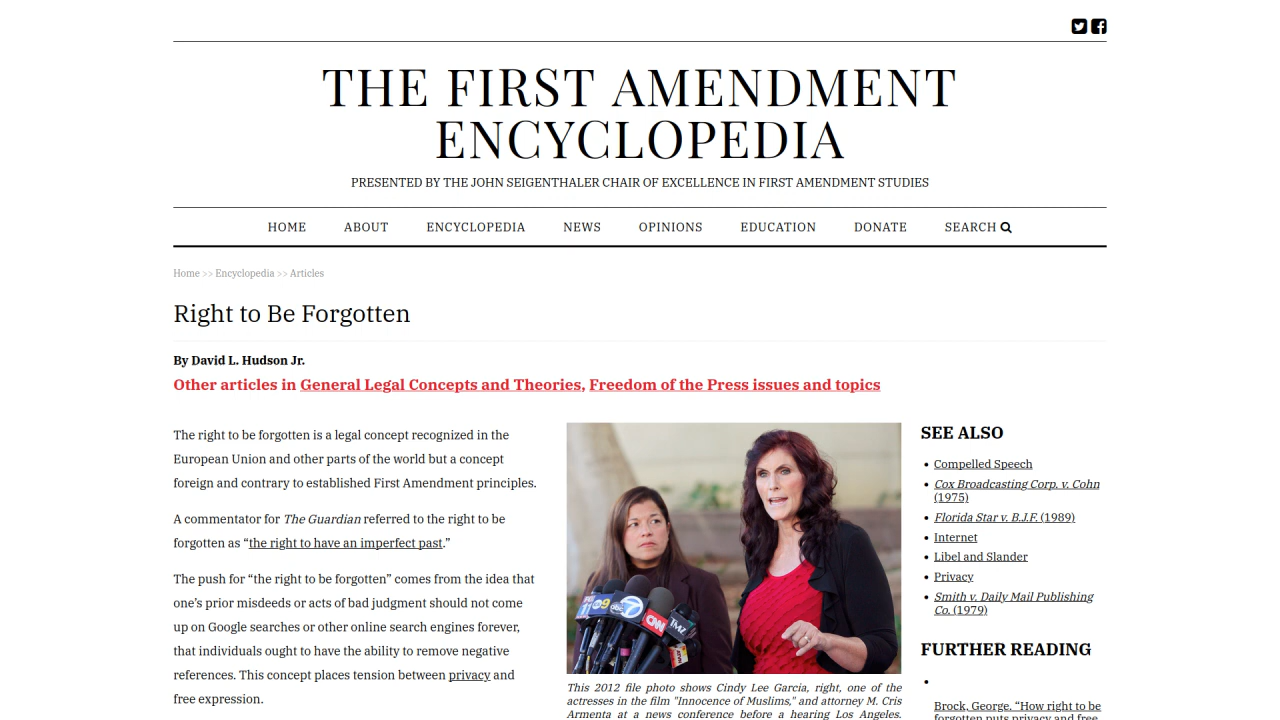 THE FIRST AMENDMENT
ENCYCLOPEDIA
PRESENTED BY THE JOHN SEIGENTHALER CHAIR OF EXCELLENCE IN FIRST AMENDMENT STUDIES
HOME ABOUT ENCYCLOPEDIA NEWS OPINIONS EDUCATION DONATE SEARCH
Home >> Encyclopedia >> Articles
Right to Be Forgotten
By David L. Hudson Jr.
Other articles in General Legal Concepts and Theories, Freedom of the Press issues and topics
The right to be forgotten is a legal concept recognized in the
European Union and other parts of the world but a concept
foreign and contrary to established First Amendment principles.
A commentator for The Guardian referred to the right to be
forgotten as “the right to have an imperfect past.”
The push for “the right to be forgotten” comes from the idea that
one’s prior misdeeds or acts of bad judgment should not come
up on Google searches or other online search engines forever,
that individuals ought to have the ability to remove negative
references. This concept places tension between privacy and
free expression.
11
9
abc 7
CNN
TMZ
This 2012 file photo shows Cindy Lee Garcia, right, one of the
actresses in the film "Innocence of Muslims," and attorney M. Cris
Armenta at a news conference before a hearing Los Angeles.
SEE ALSO
Compelled Speech
Cox Broadcasting Corp. v. Cohn
(1975)
Florida Star v. B.J.F. (1989)
Internet
Libel and Slander
Privacy
Smith v. Daily Mail Publishing
Co. (1979)
FURTHER READING
Brock, George. “How right to be
forgotten puts privacy and free